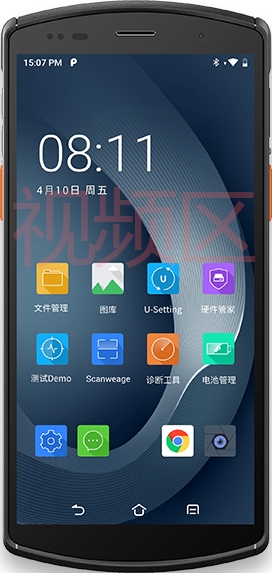 15:07 PM P
08:11
4月10日 周五
视频区
文件管理 图库 U-Setting 硬件管家
测试Demo Scanweage 诊断工具 电池管理